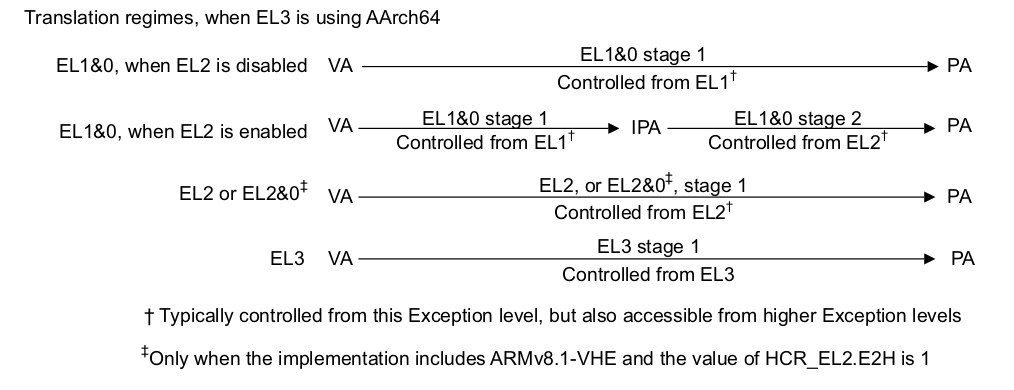 Translation regimes, when EL3 is using AArch64
EL1&0, when EL2 is disabled VA EL1&0 stage 1 PA
Controlled from EL1†
EL1&0, when EL2 is enabled VA EL1&0 stage 1 IPA EL1&0 stage 2 PA
Controlled from EL1† Controlled from EL2†
EL2 or EL2&0‡ VA EL2, or EL2&0‡, stage 1 PA
Controlled from EL2†
EL3 VA EL3 stage 1 PA
Controlled from EL3
† Typically controlled from this Exception level, but also accessible from higher Exception levels
‡Only when the implementation includes ARMv8.1-VHE and the value of HCR_EL2.E2H is 1